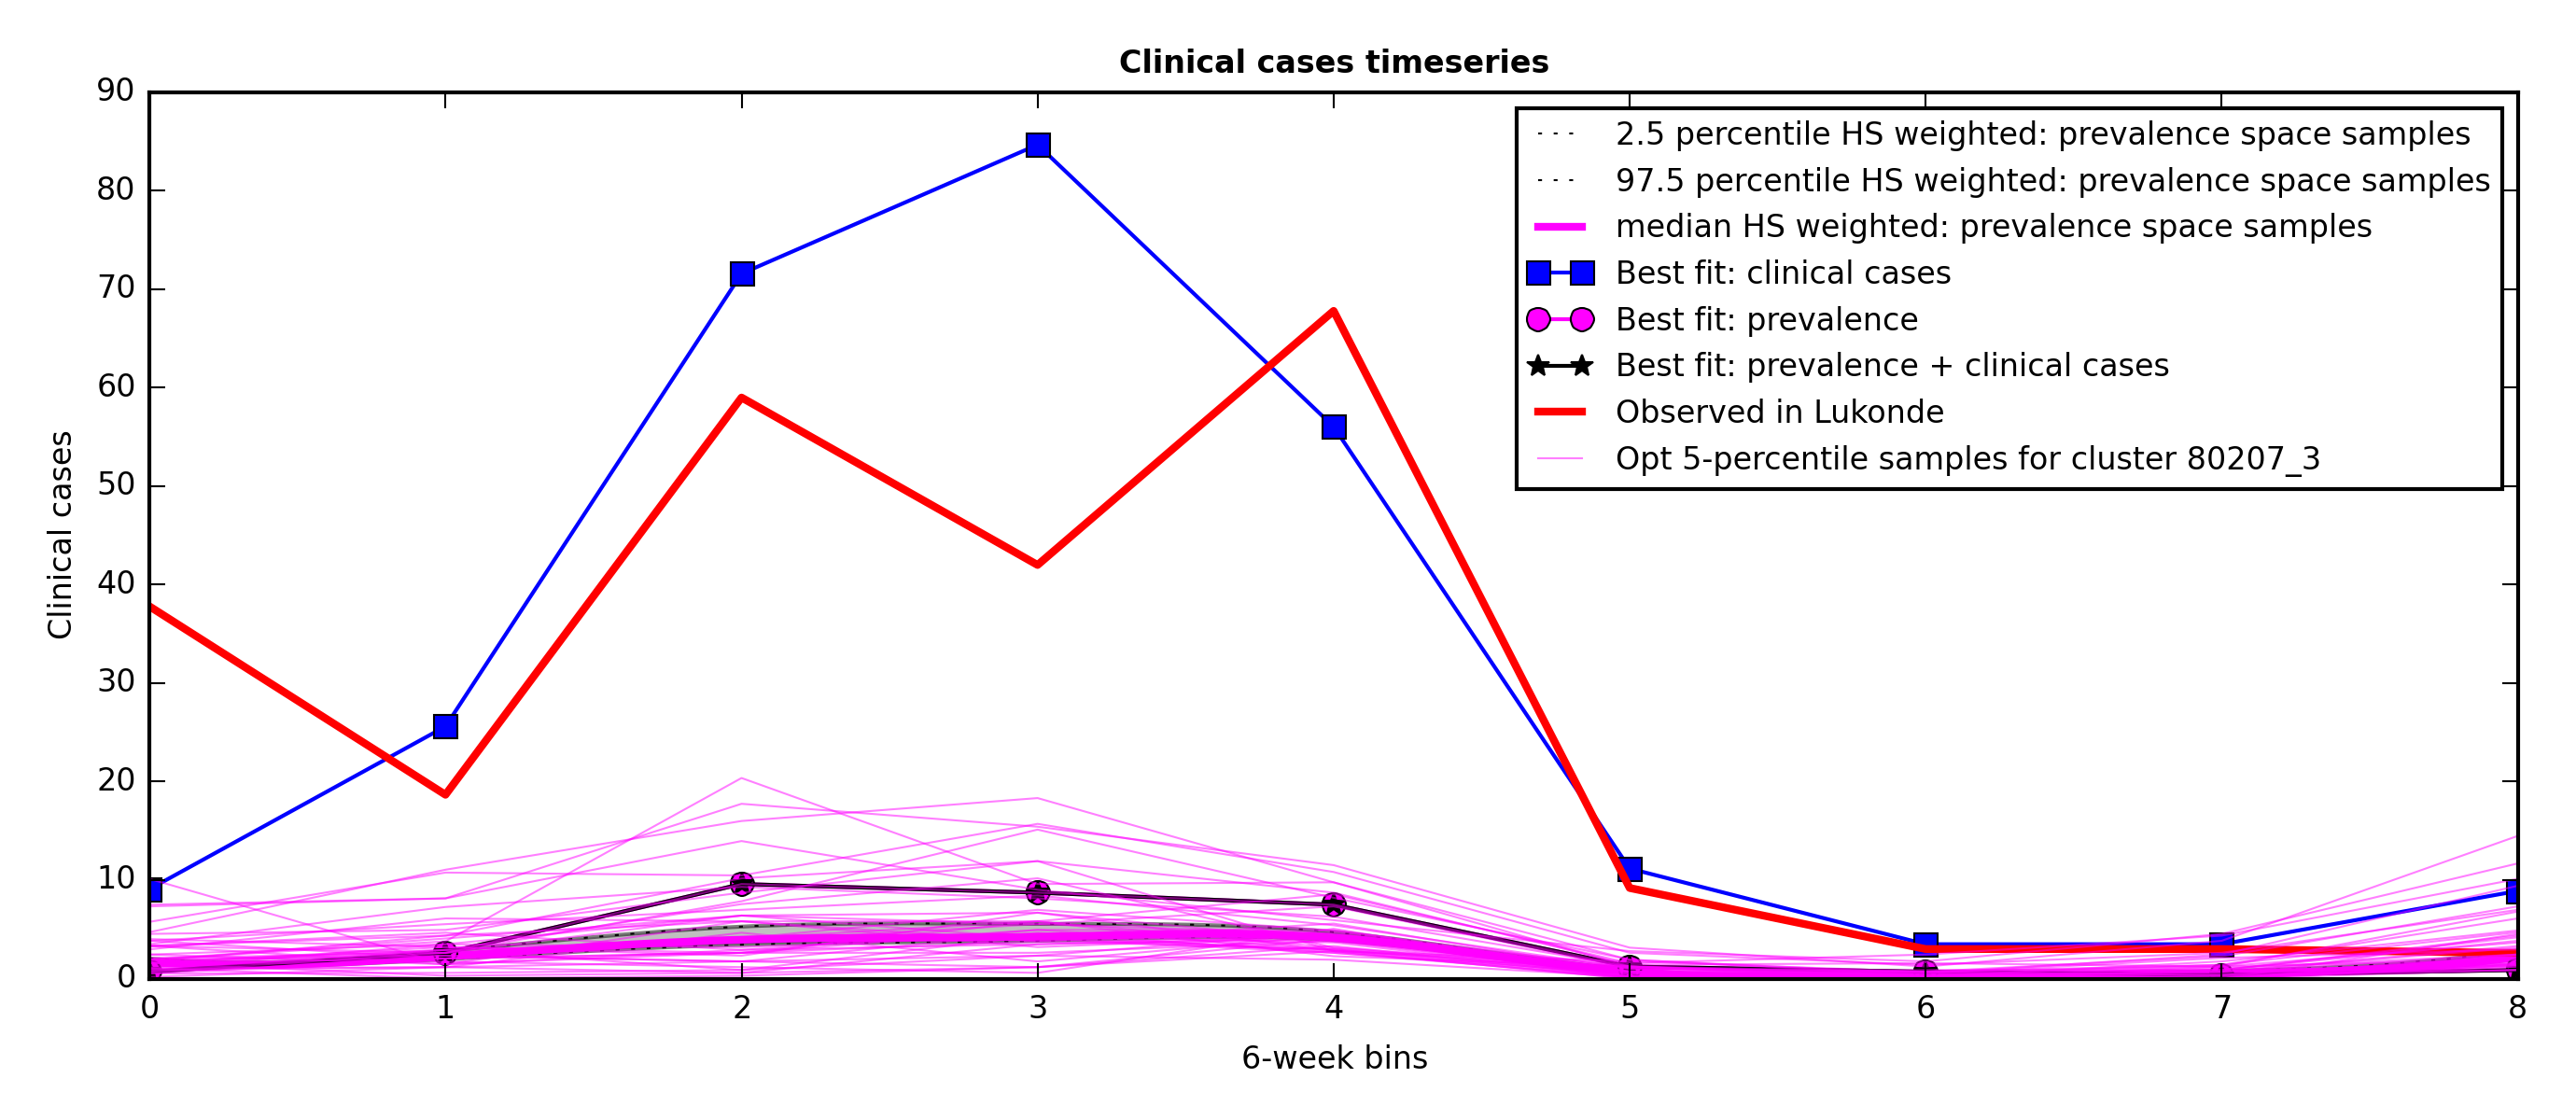 Clinical cases timeseries
90
80
70
60
50
40
30
20
10
0
Clinical cases
2.5 percentile HS weighted: prevalence space samples
97.5 percentile HS weighted: prevalence space samples
median HS weighted: prevalence space samples
Best fit: clinical cases
Best fit: prevalence
Best fit: prevalence + clinical cases
Observed in Lukonde
Opt 5-percentile samples for cluster 80207_3
0 1 2 3 4 5 6 7 8
6-week bins